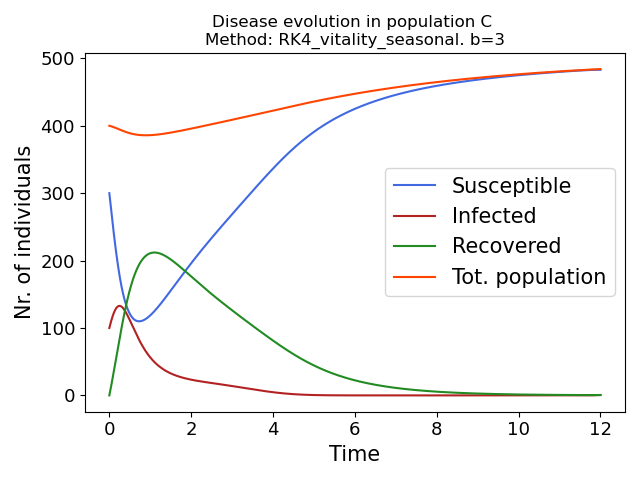 Disease evolution in population C
Method: RK4_vitality_seasonal. b=3
Nr. of individuals
500
400
300
200
100
0
Susceptible
Infected
Recovered
Tot. population
0 2 4 6 8 10 12
Time